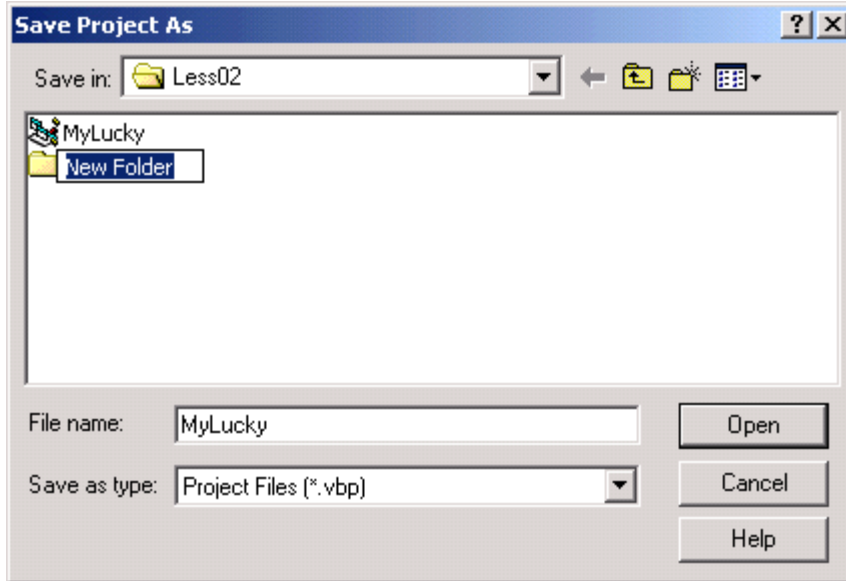 Save Project As
Save in: Less02
MyLucky
New Folder
File name: MyLucky Open
Save as type: Project Files (*.vbp) Cancel
Help